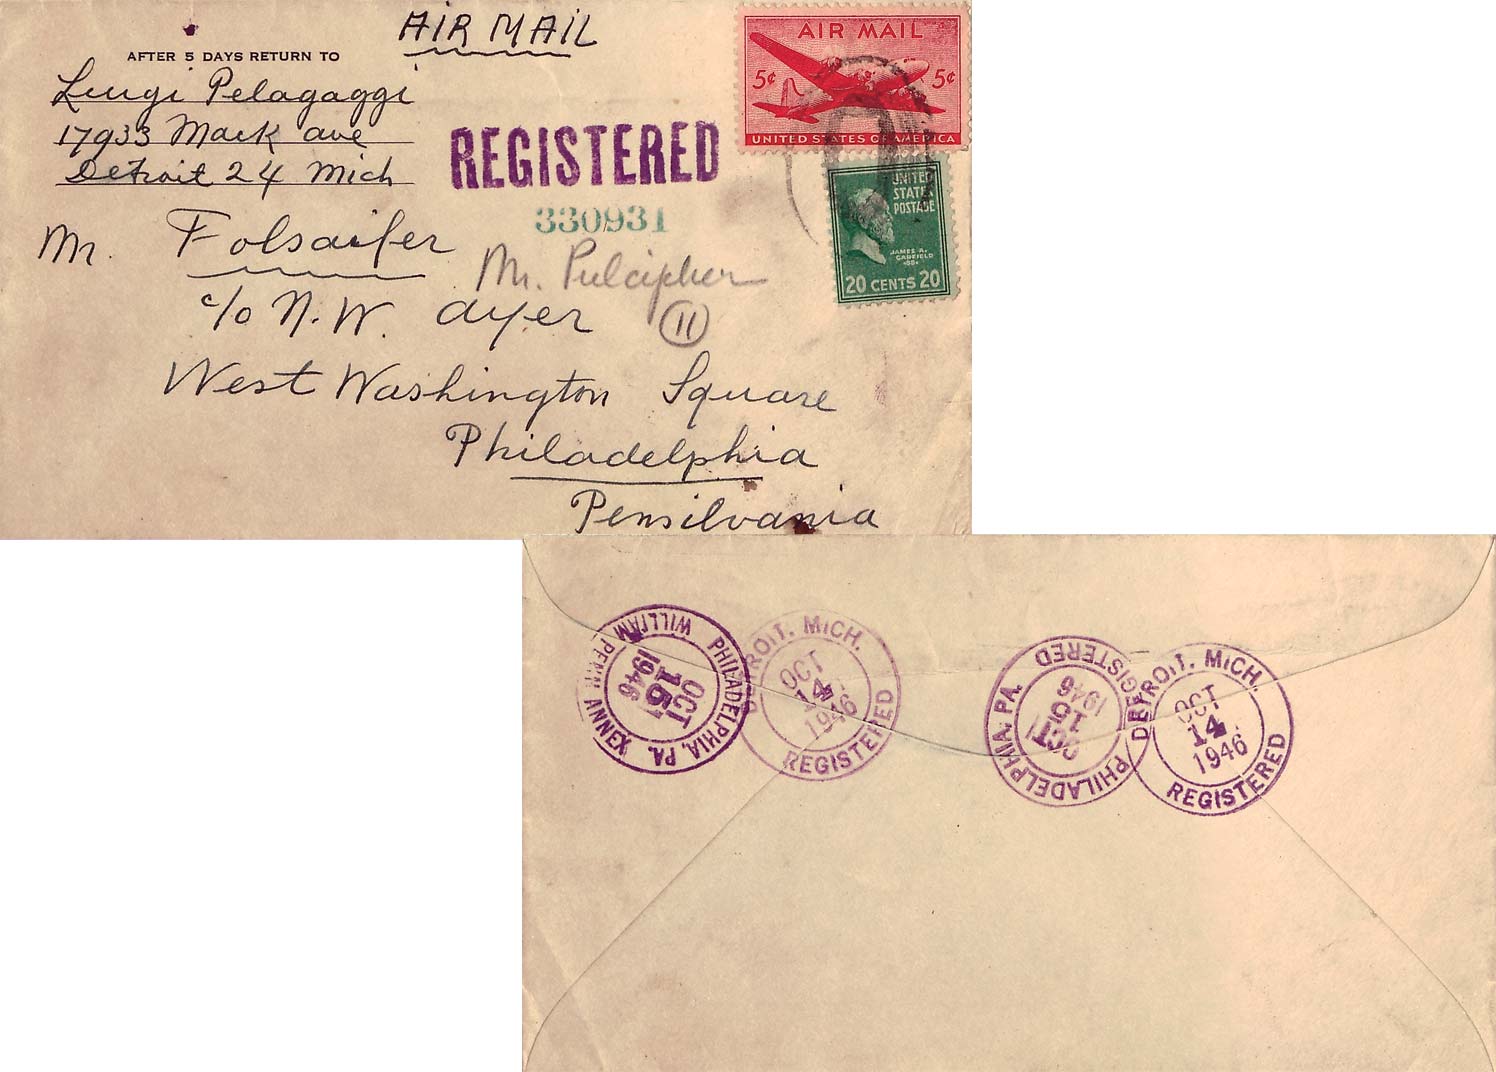 AIR MAIL
AFTER 5 DAYS RETURN TO
Luigi Pelagaggi
17933 Mack ave
Detroit 24 Mich
REGISTERED
330931
AIR MAIL
5¢ 5¢
UNITED STATES OF AMERICA
UNITED
STATES
POSTAGE
JAMES A.
GARFIELD
20 CENTS 20
Mr. Folsaifer
Mr. Pulcipher
11
c/o N.W. ayer
West Washington Square
Philadelphia
Pensilvania
PHILADELPHIA, PA.
WILLIAM PENN ANNEX
OCT
15
1946
DETROIT, MICH.
OCT
14
1946
REGISTERED
PHILADELPHIA, PA.
REGISTERED
OCT
15
1946
DETROIT, MICH.
OCT
14
1946
REGISTERED